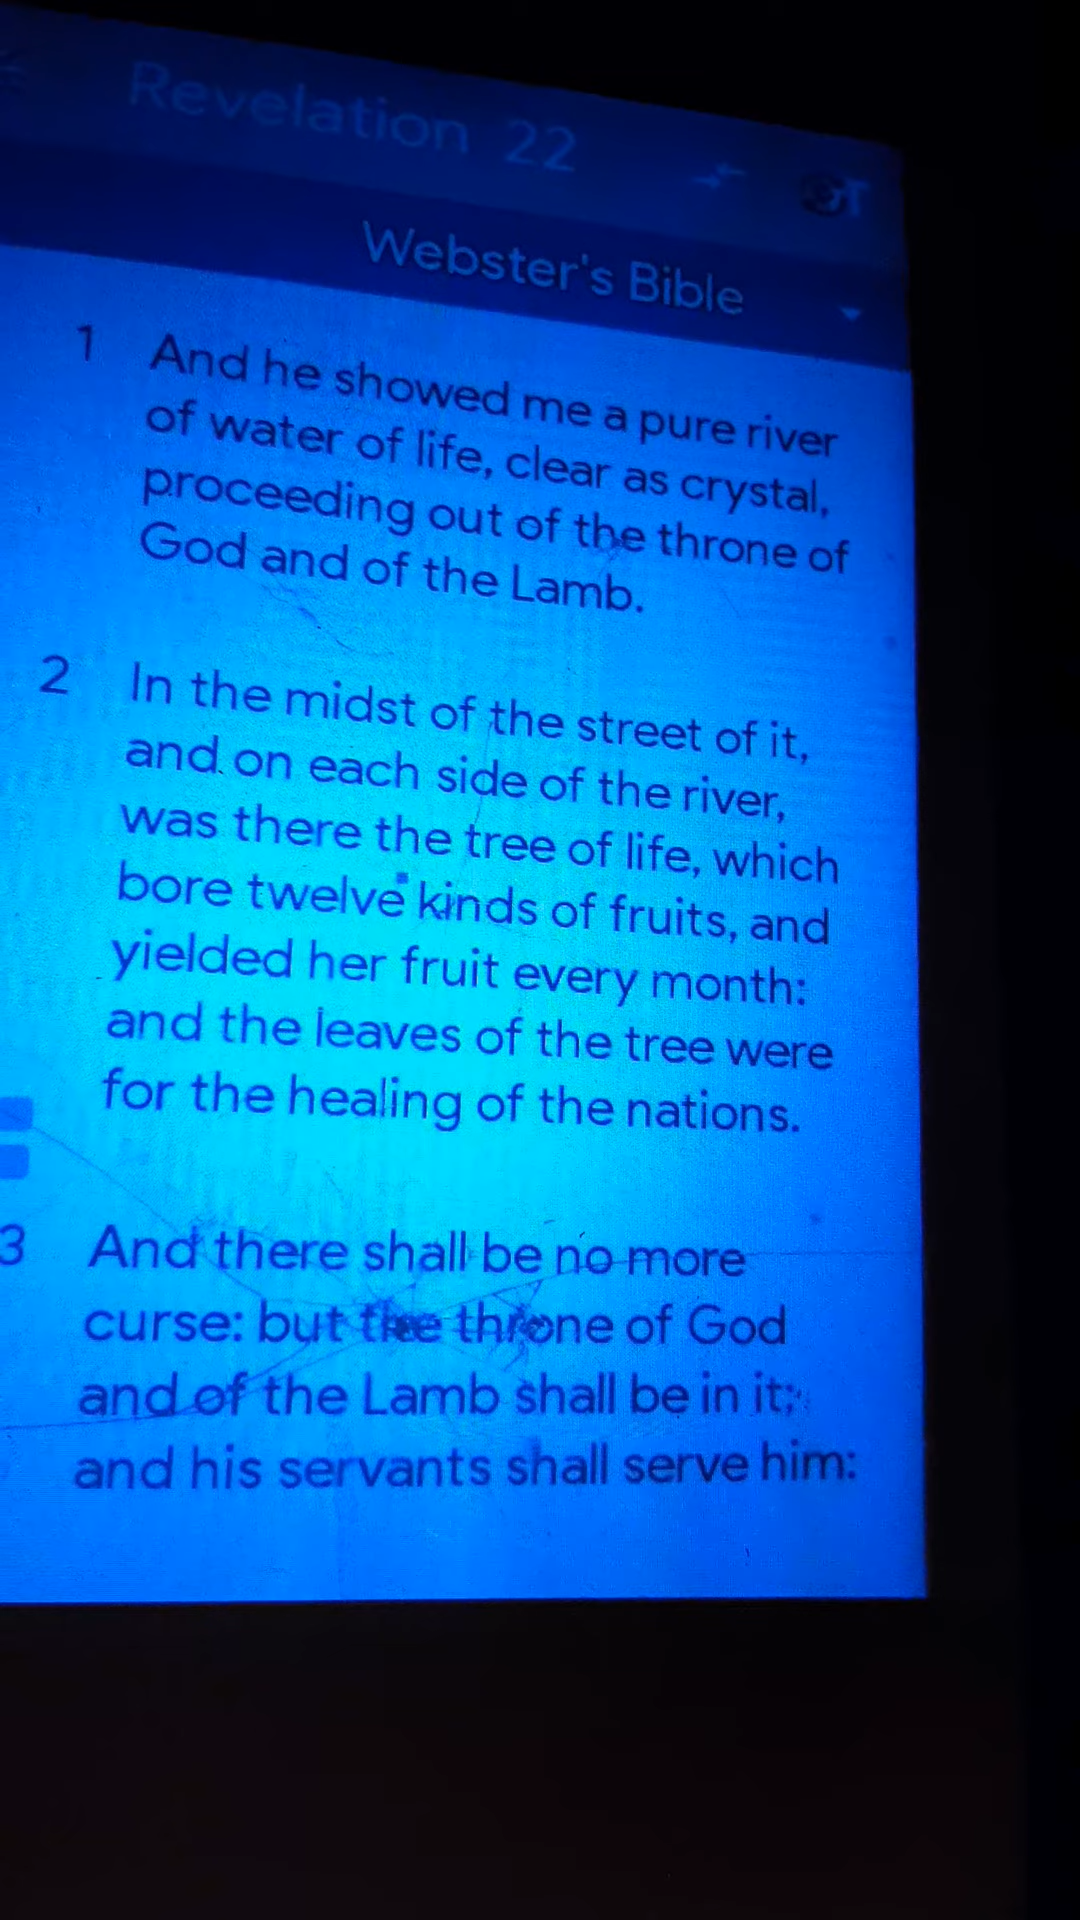 Revelation 22
Webster's Bible
1 And he showed me a pure river
of water of life, clear as crystal,
proceeding out of the throne of
God and of the Lamb.
2 In the midst of the street of it,
and on each side of the river,
was there the tree of life, which
bore twelve kinds of fruits, and
yielded her fruit every month:
and the leaves of the tree were
for the healing of the nations.
3 And there shall be no more
curse: but the throne of God
and of the Lamb shall be in it;
and his servants shall serve him: